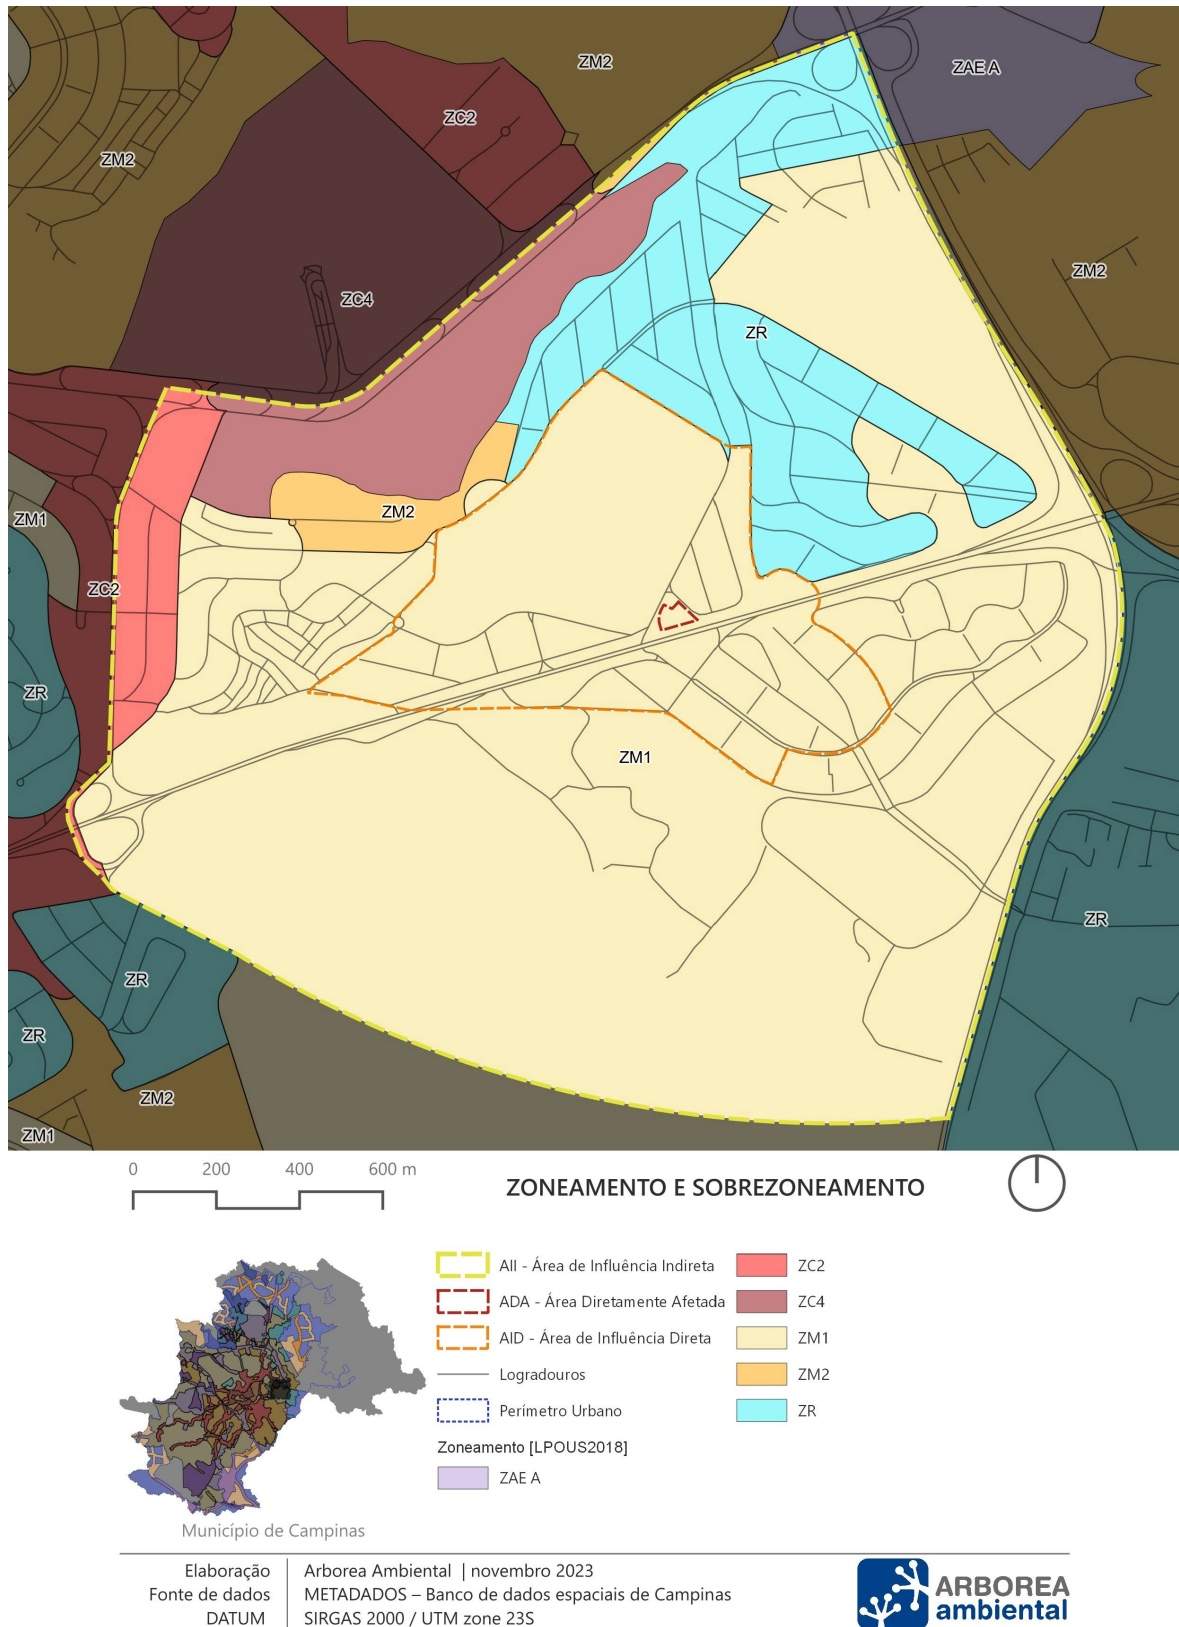 ZM2
ZAE A
ZC2
ZM2
ZM2
ZC4
ZR
ZM2
ZM1
ZC2
ZR
ZM1
ZR
ZR
ZR
ZM2
ZM1
0 200 400 600 m
ZONEAMENTO E SOBREZONEAMENTO
AII - Área de Influência Indireta
ADA - Área Diretamente Afetada
AID - Área de Influência Direta
Logradouros
Perímetro Urbano
Zoneamento [LPOUS2018]
ZAE A
ZC2
ZC4
ZM1
ZM2
ZR
Município de Campinas
Elaboração Arborea Ambiental | novembro 2023
Fonte de dados METADADOS – Banco de dados espaciais de Campinas
DATUM SIRGAS 2000 / UTM zone 23S
ARBOREA
ambiental